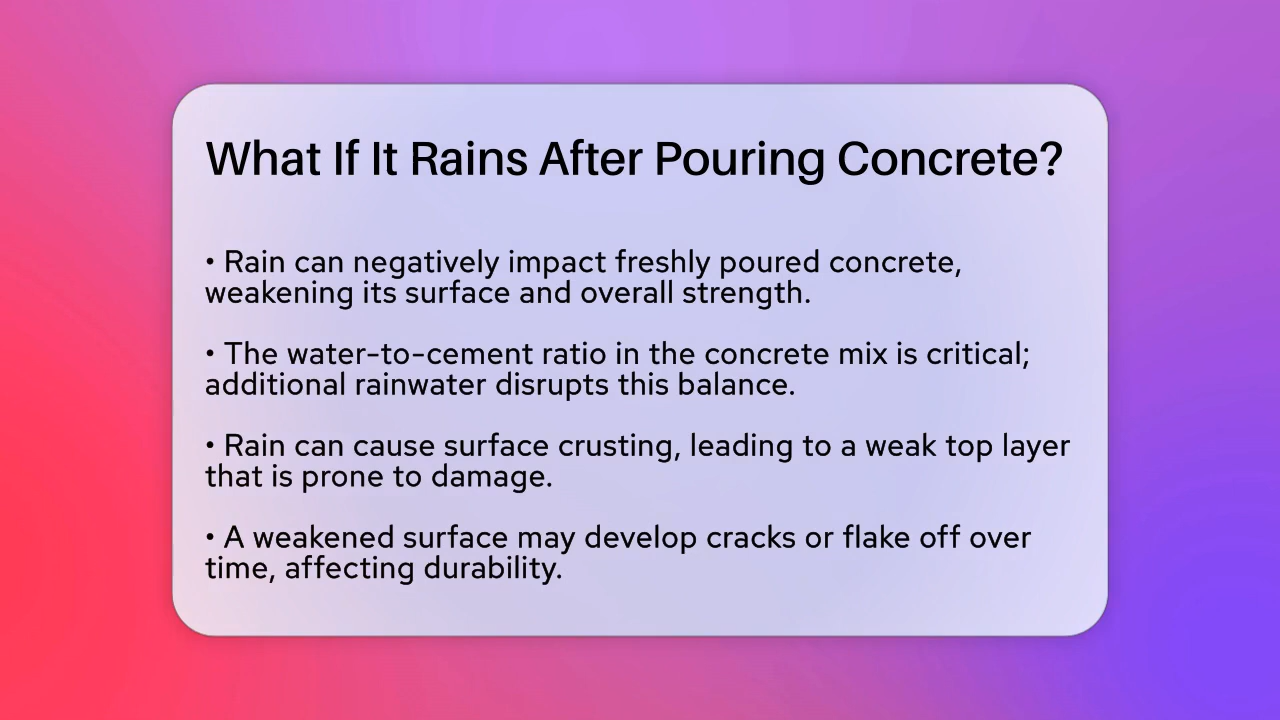 What If It Rains After Pouring Concrete?
• Rain can negatively impact freshly poured concrete,
weakening its surface and overall strength.
• The water-to-cement ratio in the concrete mix is critical;
additional rainwater disrupts this balance.
• Rain can cause surface crusting, leading to a weak top layer
that is prone to damage.
• A weakened surface may develop cracks or flake off over
time, affecting durability.